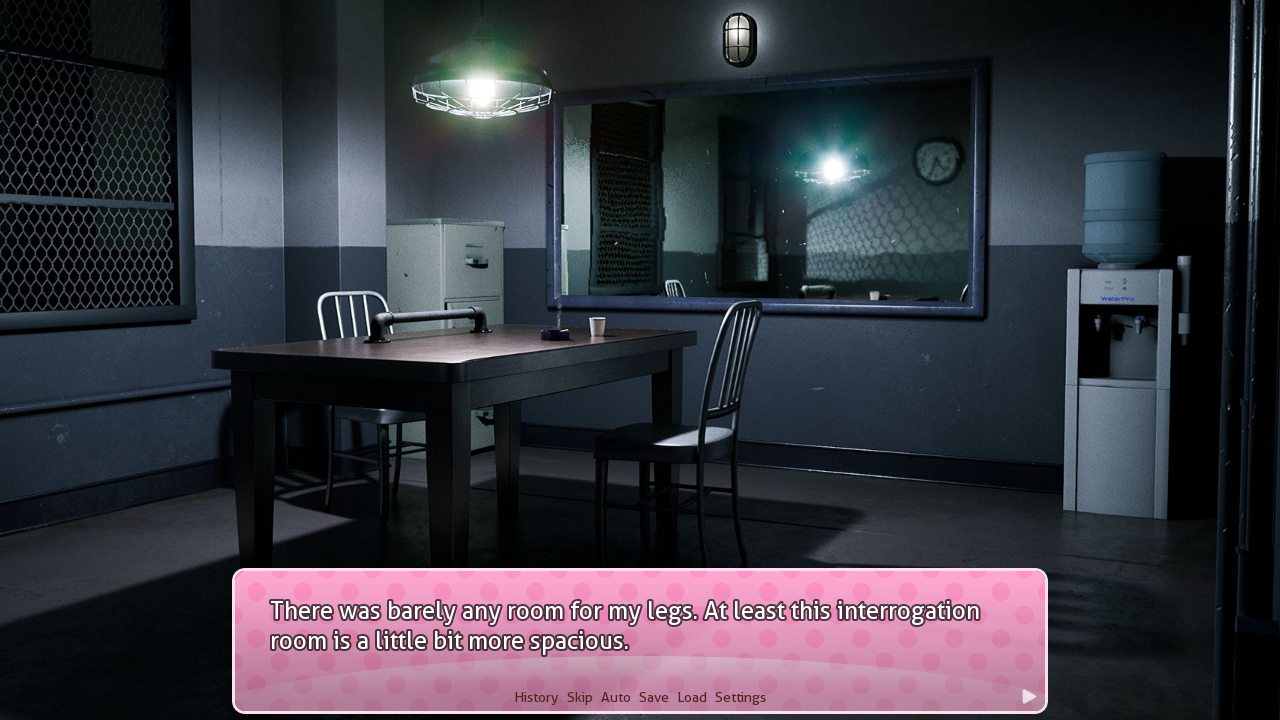 WaterPro
There was barely any room for my legs. At least this interrogation
room is a little bit more spacious.
History Skip Auto Save Load Settings